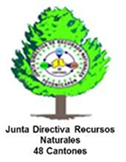 Junta Directiva Recursos
Naturales
48 Cantones